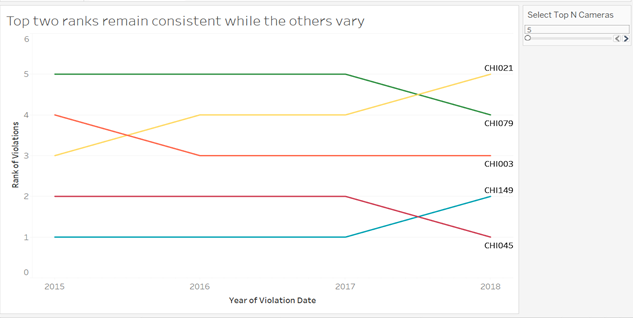 Top two ranks remain consistent while the others vary
Select Top N Cameras
5
6
5
4
3
2
1
0
Rank of Violations
CHI021
CHI079
CHI003
CHI149
CHI045
2015 2016 2017 2018
Year of Violation Date